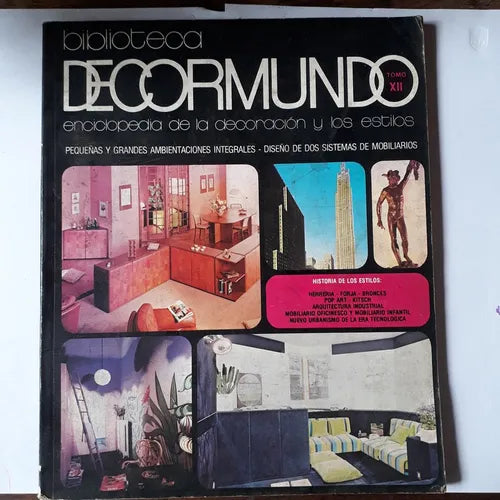 biblioteca
DECORMUNDO
TOMO
XII
enciclopedia de la decoración y los estilos
PEQUEÑAS Y GRANDES AMBIENTACIONES INTEGRALES - DISEÑO DE DOS SISTEMAS DE MOBILIARIOS
HISTORIA DE LOS ESTILOS:
HERRERIA - FORJA - BRONCES
POP ART - KITSCH
ARQUITECTURA INDUSTRIAL
MOBILIARIO OFICINESCO Y MOBILIARIO INFANTIL
NUEVO URBANISMO DE LA ERA TECNOLOGICA